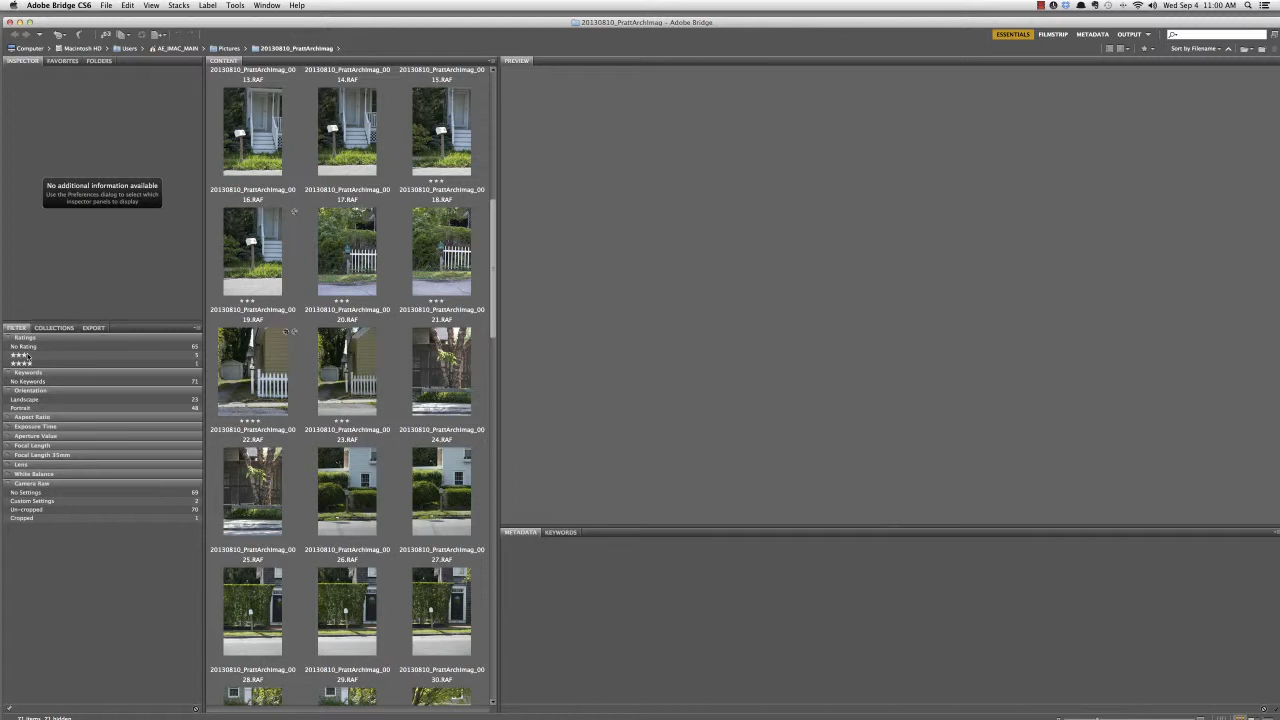 Adobe Bridge CS6 File Edit View Stacks Label Tools Window Help Wed Sep 4 11:00 AM
20130810_PrattArchImag – Adobe Bridge
ESSENTIALS FILMSTRIP METADATA OUTPUT
Computer Macintosh HD Users AE_IMAC_MAIN Pictures 20130810_PrattArchImag Sort by Filename
INSPECTOR FAVORITES FOLDERS CONTENT PREVIEW
20130810_PrattArchImag_00 20130810_PrattArchImag_00 20130810_PrattArchImag_00
13.RAF 14.RAF 15.RAF
No additional information available
Use the Preferences dialog to select which
inspector panels to display
20130810_PrattArchImag_00 20130810_PrattArchImag_00 20130810_PrattArchImag_00
16.RAF 17.RAF 18.RAF
20130810_PrattArchImag_00 20130810_PrattArchImag_00 20130810_PrattArchImag_00
19.RAF 20.RAF 21.RAF
FILTER COLLECTIONS EXPORT
Ratings
No Rating 65
★★★ 5
★★★★ 1
Keywords
No Keywords 71
Orientation
Landscape 23
Portrait 48
Aspect Ratio
Exposure Time
Aperture Value
Focal Length
Focal Length 35mm
Lens
White Balance
Camera Raw
No Settings 69
Custom Settings 2
Un-cropped 70
Cropped 1
20130810_PrattArchImag_00 20130810_PrattArchImag_00 20130810_PrattArchImag_00
22.RAF 23.RAF 24.RAF
METADATA KEYWORDS
20130810_PrattArchImag_00 20130810_PrattArchImag_00 20130810_PrattArchImag_00
25.RAF 26.RAF 27.RAF
20130810_PrattArchImag_00 20130810_PrattArchImag_00 20130810_PrattArchImag_00
28.RAF 29.RAF 30.RAF
71 items, 71 hidden